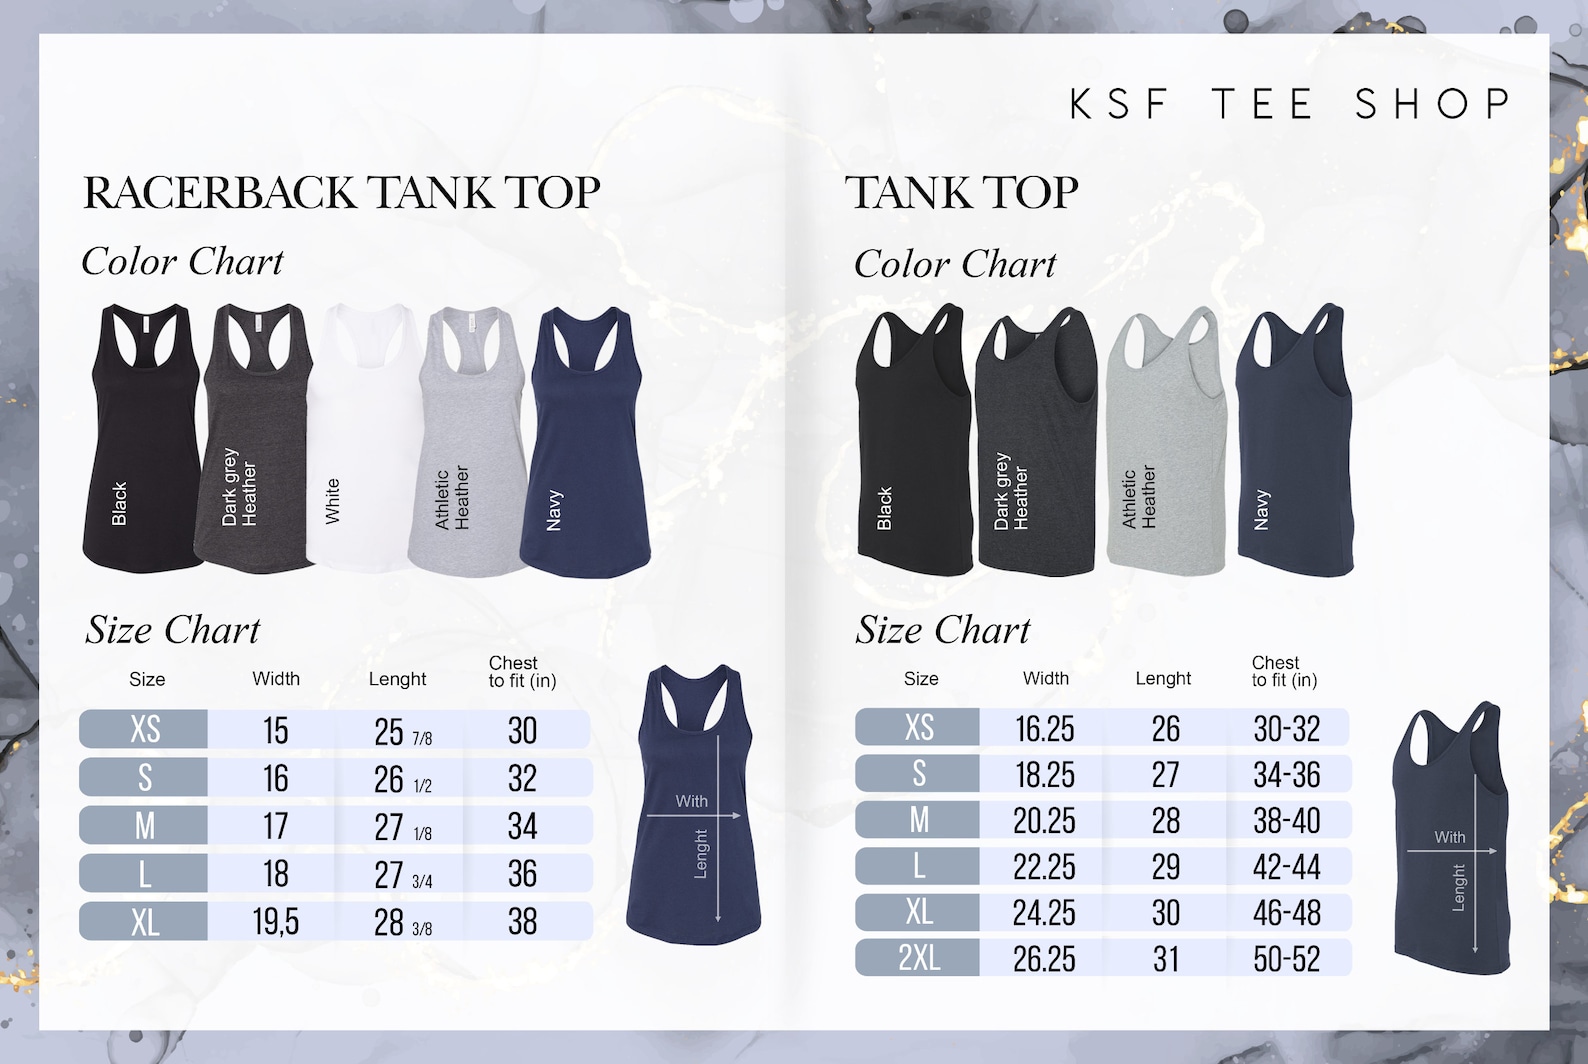 KSF TEE SHOP
RACERBACK TANK TOP
Color Chart
Black
Dark grey
Heather
White
Athletic
Heather
Navy
Size Chart
Size Width Lenght Chest
to fit (in)
XS 15 25 7/8 30
S 16 26 1/2 32
M 17 27 1/8 34
L 18 27 3/4 36
XL 19,5 28 3/8 38
With
Lenght
TANK TOP
Color Chart
Black
Dark grey
Heather
Athletic
Heather
Navy
Size Chart
Size Width Lenght Chest
to fit (in)
XS 16.25 26 30-32
S 18.25 27 34-36
M 20.25 28 38-40
L 22.25 29 42-44
XL 24.25 30 46-48
2XL 26.25 31 50-52
With
Lenght